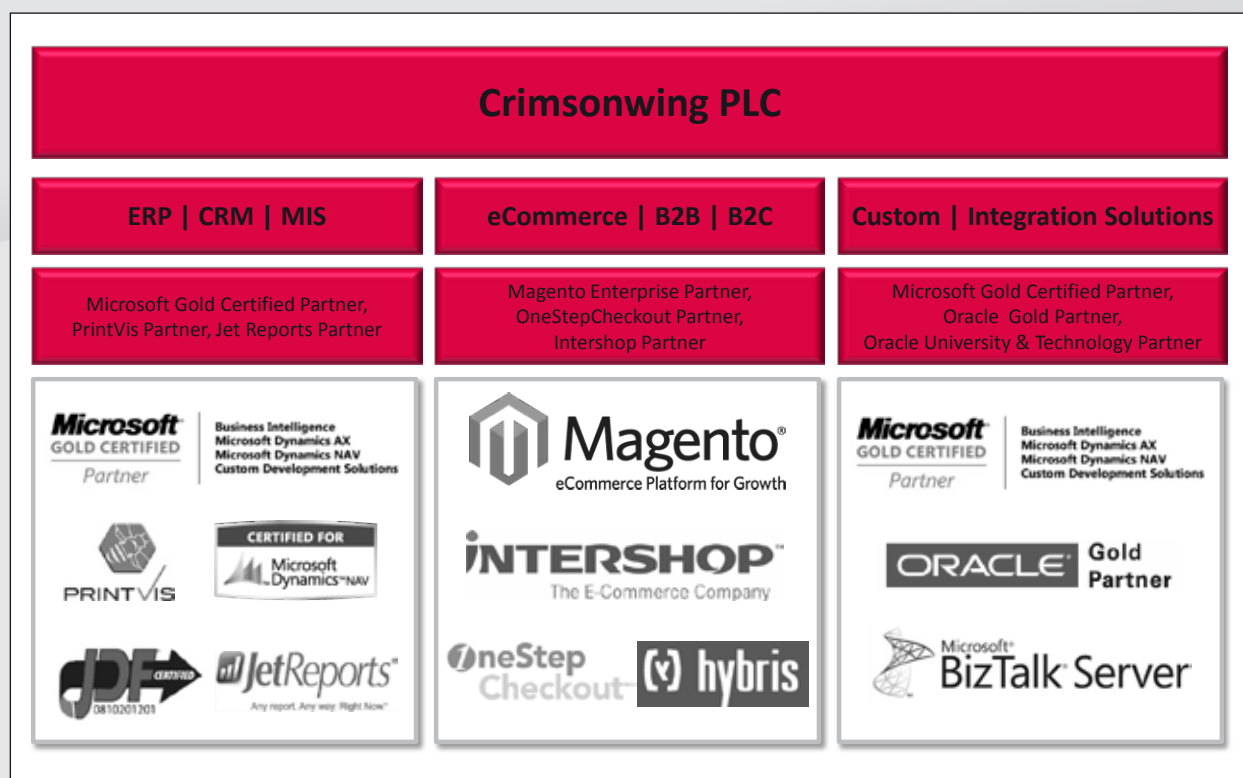 Crimsonwing PLC
ERP | CRM | MIS
Microsoft Gold Certified Partner,
PrintVis Partner, Jet Reports Partner
Microsoft
GOLD CERTIFIED
Partner
Business Intelligence
Microsoft Dynamics AX
Microsoft Dynamics NAV
Custom Development Solutions
PRINTVIS
CERTIFIED FOR
Microsoft
Dynamics™ NAV
JDF CERTIFIED
0810201201
JetReports™
Any report. Any way. Right Now™
eCommerce | B2B | B2C
Magento Enterprise Partner,
OneStepCheckout Partner,
Intershop Partner
Magento®
eCommerce Platform for Growth
INTERSHOP™
The E-Commerce Company
OneStep
Checkout
(y) hybris
Custom | Integration Solutions
Microsoft Gold Certified Partner,
Oracle Gold Partner,
Oracle University & Technology Partner
Microsoft
GOLD CERTIFIED
Partner
Business Intelligence
Microsoft Dynamics AX
Microsoft Dynamics NAV
Custom Development Solutions
ORACLE® Gold
Partner
Microsoft®
BizTalk® Server